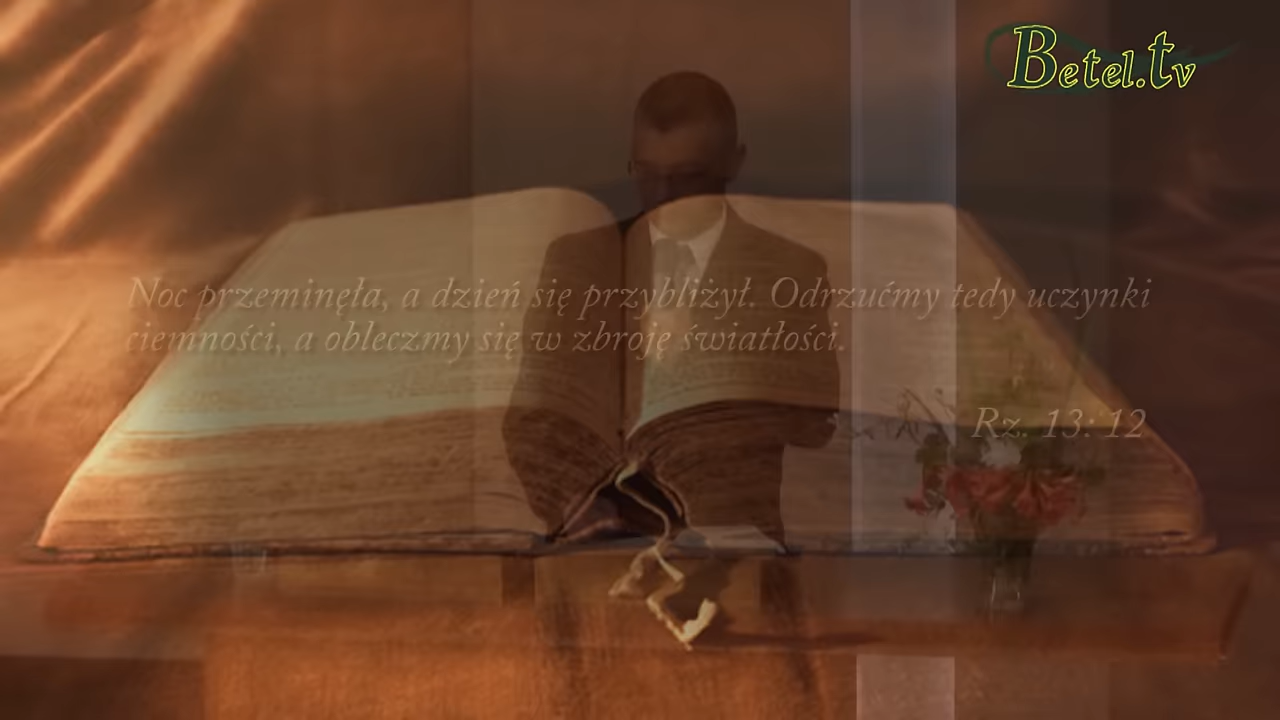 Betel.tv
Noc przeminęła, a dzień się przybliżył. Odrzućmy tedy uczynki
ciemności, a obleczmy się w zbroję światłości.
Rz. 13: 12